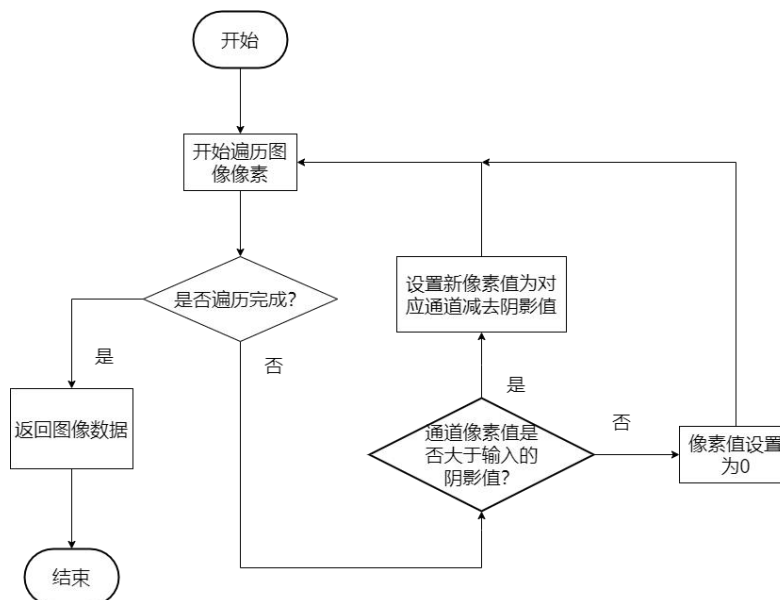 开始
开始遍历图
像像素
是否遍历完成?
是
否
返回图像数据
结束
设置新像素值为对
应通道减去阴影值
是
通道像素值是
否大于输入的
阴影值?
否
像素值设置
为0